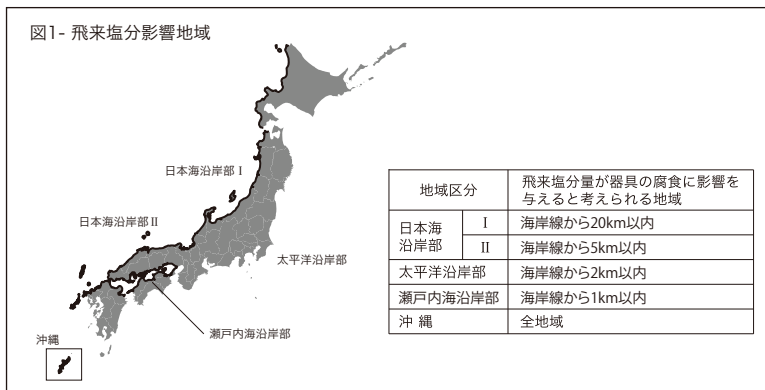 図1- 飛来塩分影響地域
日本海沿岸部Ⅰ
日本海沿岸部Ⅱ
太平洋沿岸部
瀬戸内海沿岸部
沖縄
地域区分
飛来塩分量が器具の腐食に影響を
与えると考えられる地域
日本海
沿岸部
Ⅰ
海岸線から20km以内
Ⅱ
海岸線から5km以内
太平洋沿岸部
海岸線から2km以内
瀬戸内海沿岸部
海岸線から1km以内
沖 縄
全地域